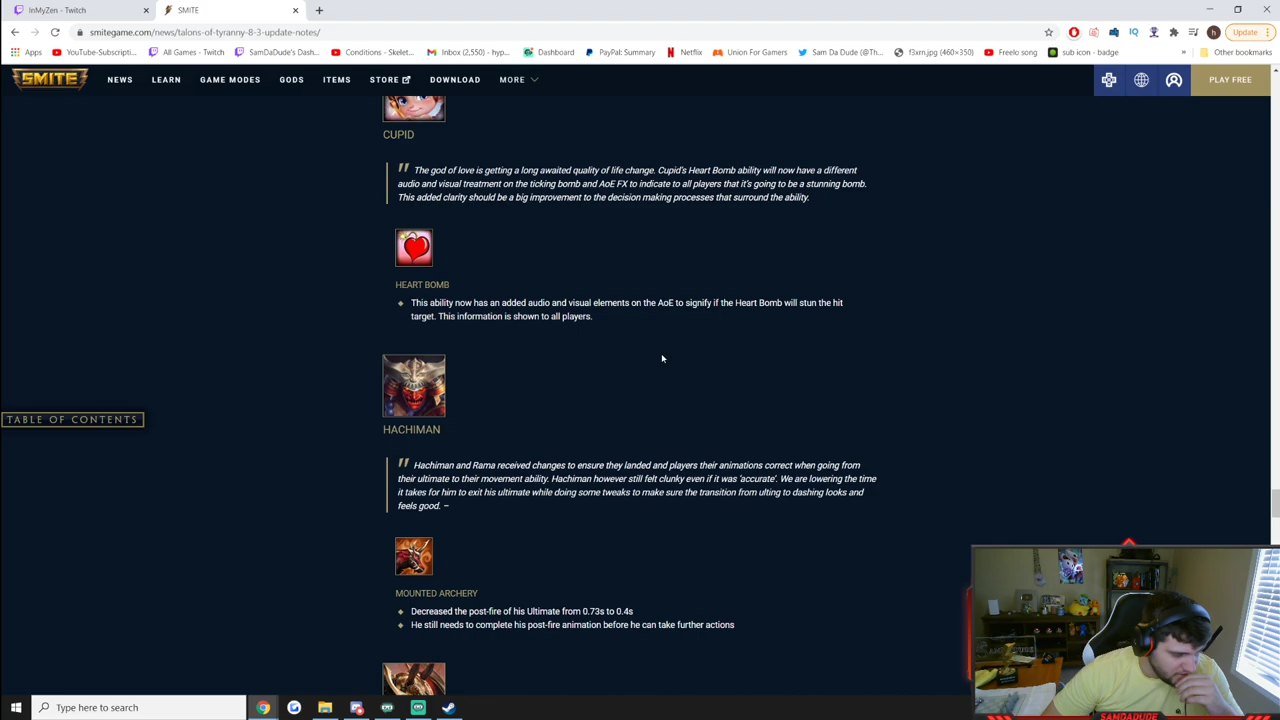 InMyZen - Twitch
SMITE
smitegame.com/news/talons-of-tyranny-8-3-update-notes/
Update
Apps
YouTube-Subscripti...
All Games - Twitch
SamDaDude's Dash...
Conditions - Skelet...
Inbox (2,550) - hyp...
Dashboard
PayPal: Summary
Netflix
Union For Gamers
Sam Da Dude (@Th...
f3xrn.jpg (460×350)
Freelo song
sub icon - badge
Other bookmarks
SMITE
NEWS
LEARN
GAME MODES
GODS
ITEMS
STORE
DOWNLOAD
MORE
PLAY FREE
CUPID
The god of love is getting a long awaited quality of life change. Cupid's Heart Bomb ability will now have a different
audio and visual treatment on the ticking bomb and AoE FX to indicate to all players that it's going to be a stunning bomb.
This added clarity should be a big improvement to the decision making processes that surround the ability.
HEART BOMB
This ability now has an added audio and visual elements on the AoE to signify if the Heart Bomb will stun the hit
target. This information is shown to all players.
TABLE OF CONTENTS
HACHIMAN
Hachiman and Rama received changes to ensure they landed and players their animations correct when going from
their ultimate to their movement ability. Hachiman however still felt clunky even if it was 'accurate'. We are lowering the time
it takes for him to exit his ultimate while doing some tweaks to make sure the transition from ulting to dashing looks and
feels good. –
MOUNTED ARCHERY
Decreased the post-fire of his Ultimate from 0.73s to 0.4s
He still needs to complete his post-fire animation before he can take further actions
Type here to search
SAMDADUDE